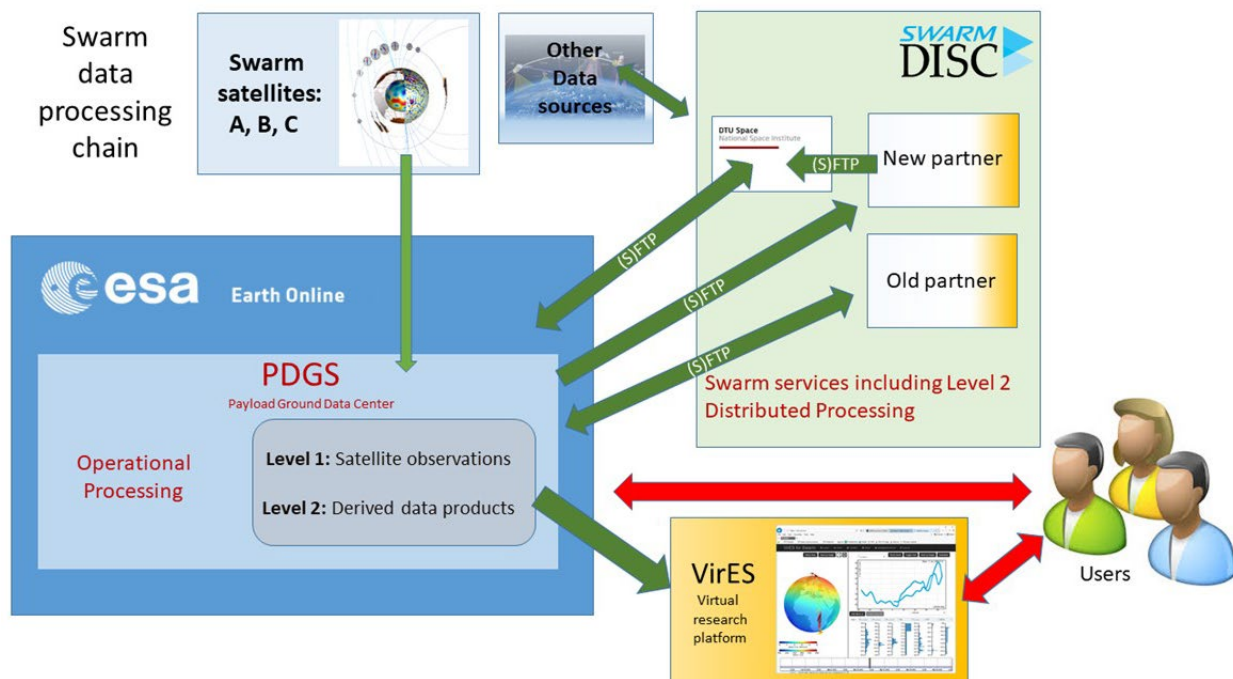 Swarm
data
processing
chain
Swarm
satellites:
A, B, C
Other
Data
sources
SWARM
DISC
DTU Space
National Space Institute
(S)FTP
New partner
Old partner
(S)FTP
(S)FTP
(S)FTP
Swarm services including Level 2
Distributed Processing
esa
Earth Online
PDGS
Payload Ground Data Center
Operational
Processing
Level 1: Satellite observations
Level 2: Derived data products
VirES
Virtual
research
platform
Users